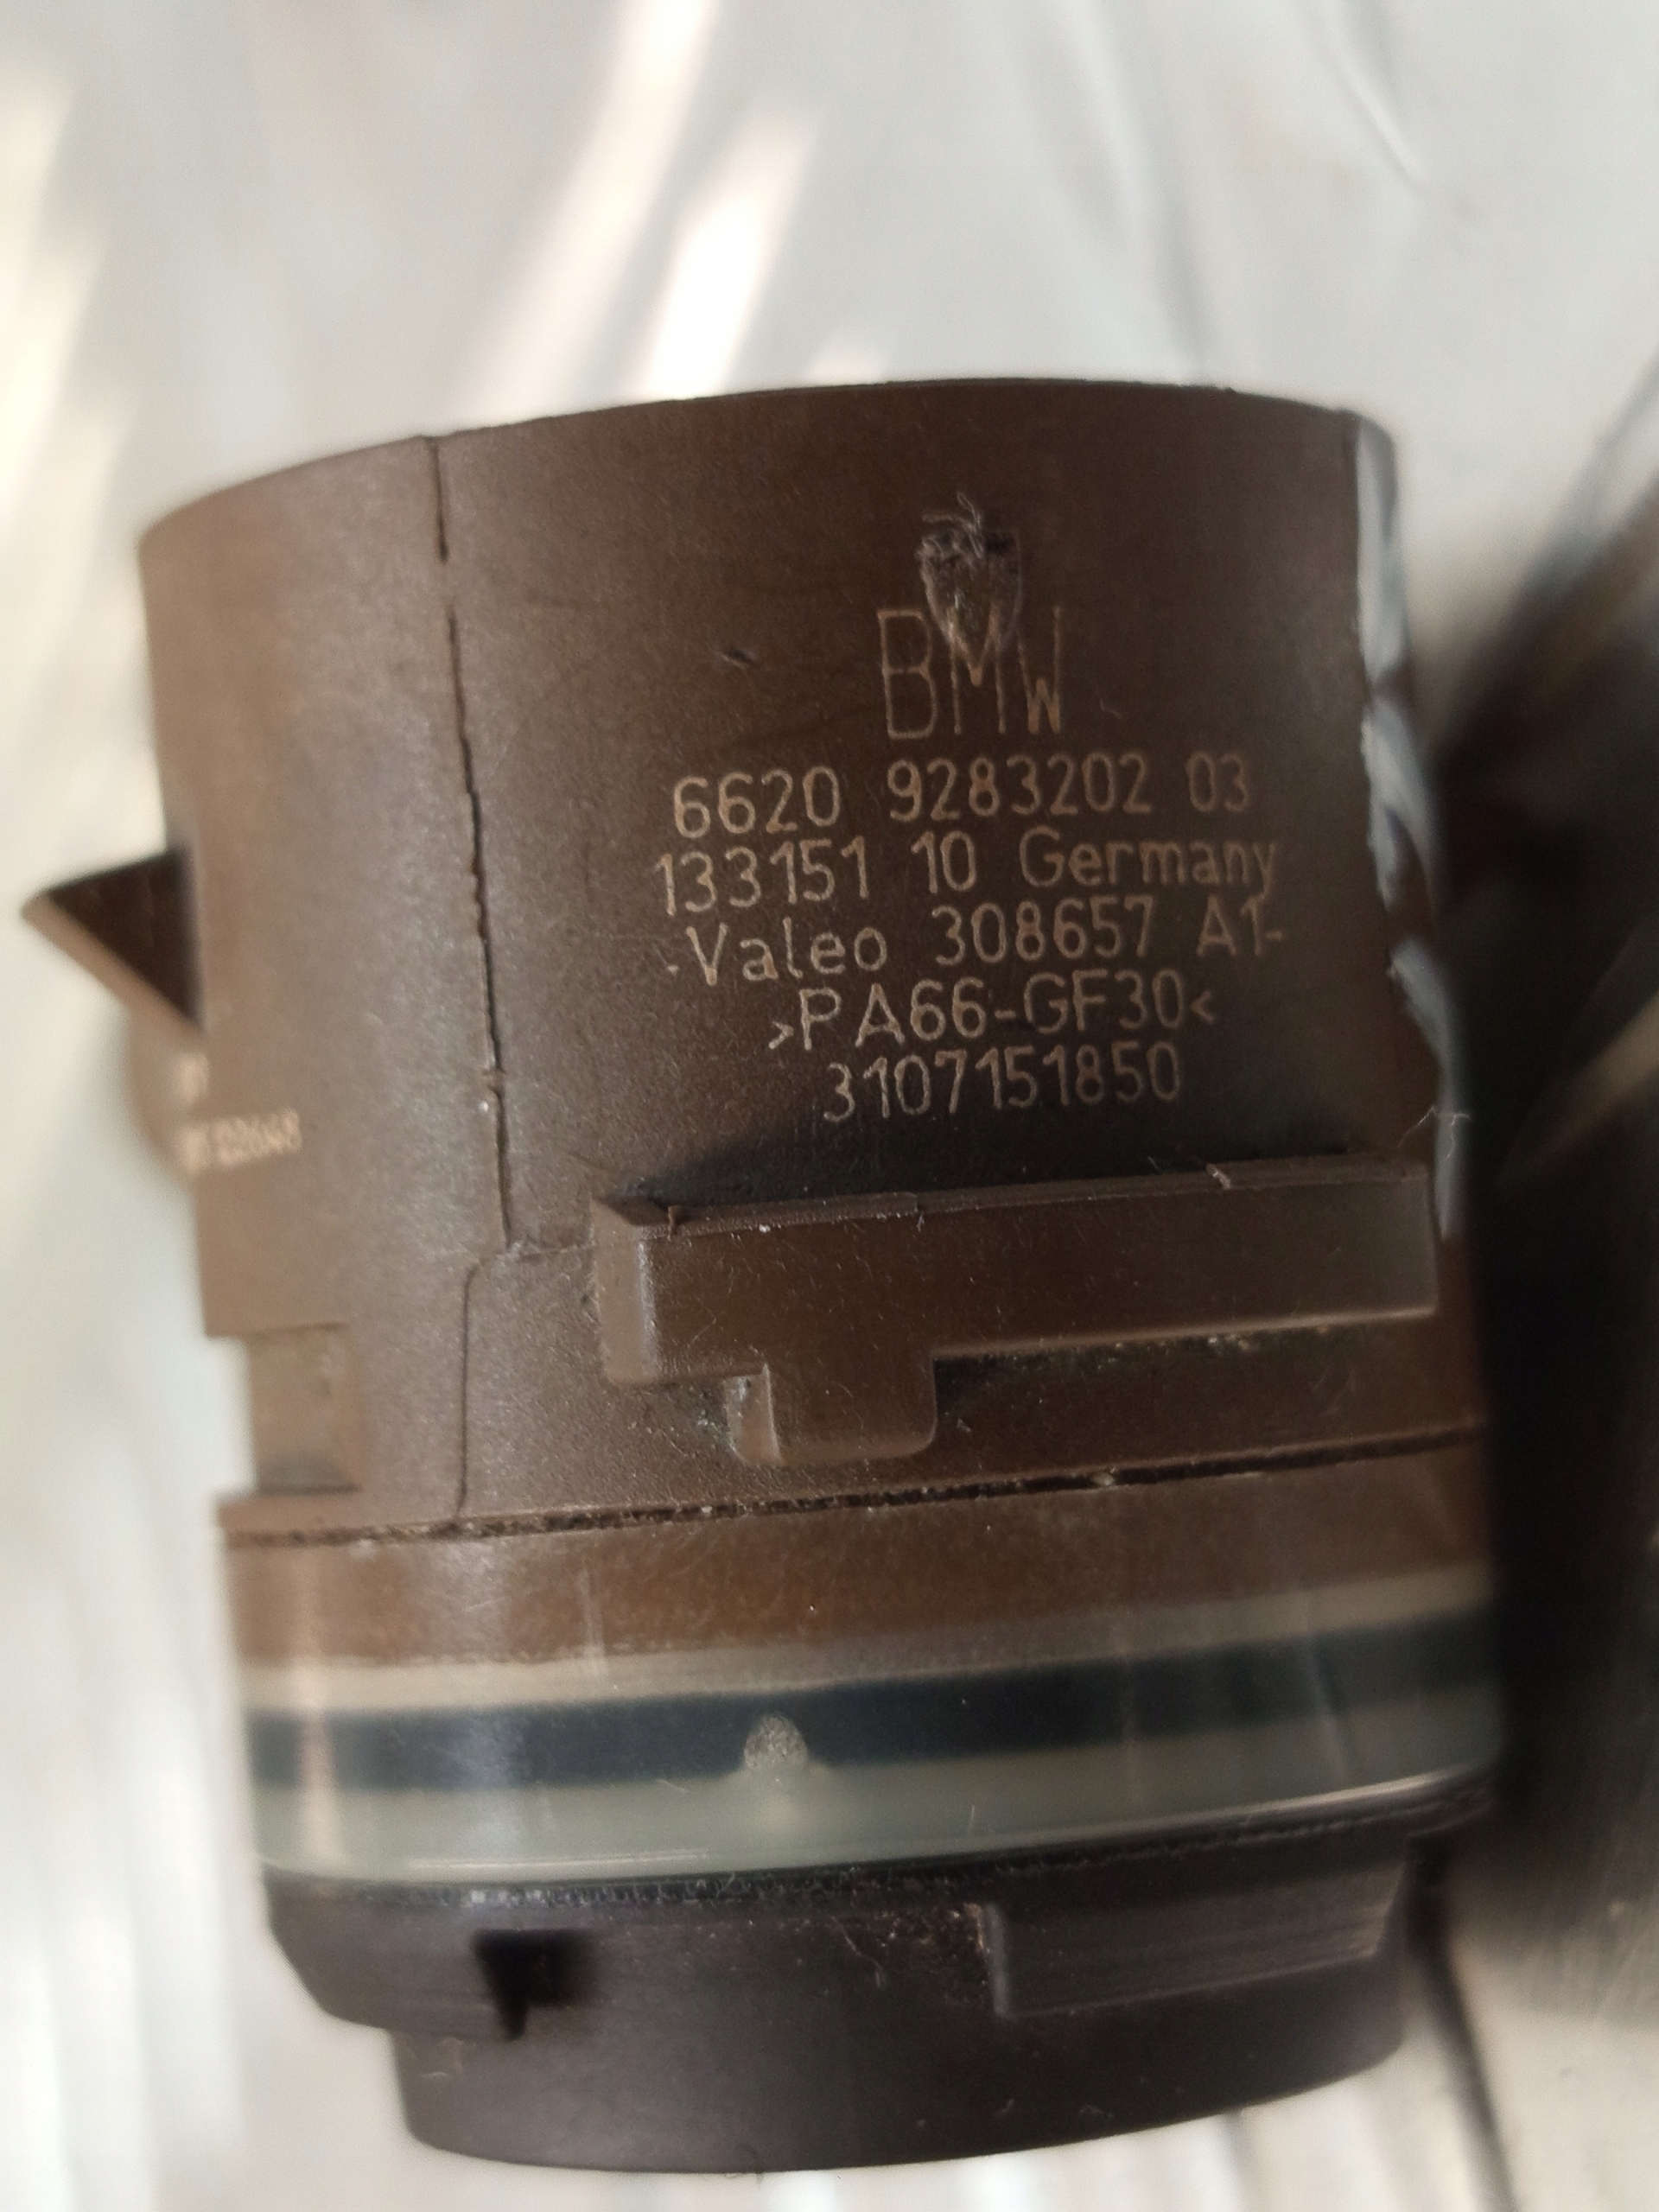 BMW
6620 9283202 03
133151 10 Germany
-Valeo 308657 A1-
>PA66-GF30<
3107151850